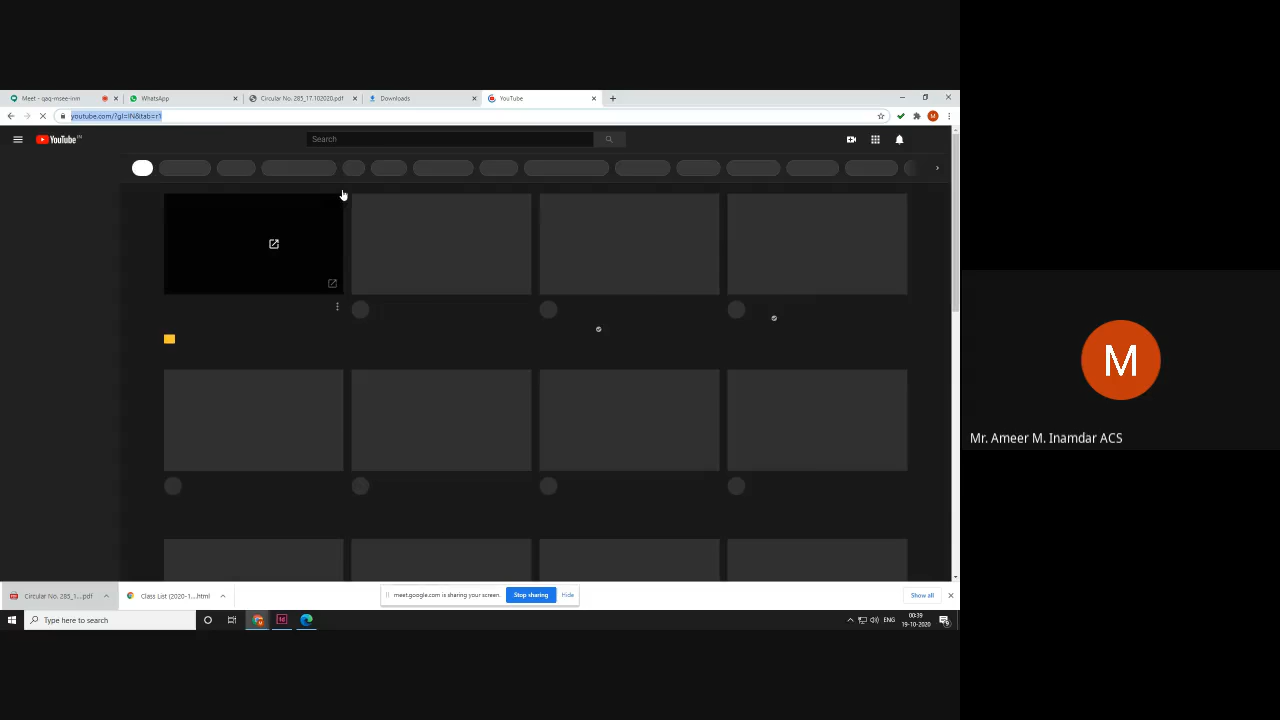 Meet - qaq-msee-inm
WhatsApp
Circular No. 285_17.102020.pdf
Downloads
YouTube
youtube.com/?gl=IN&tab=r1
YouTube IN
Search
M
Mr. Ameer M. Inamdar ACS
Circular No. 285_1....pdf
Class List (2020-1....html
meet.google.com is sharing your screen.
Stop sharing
Hide
Show all
Type here to search
ENG
00:39
19-10-2020